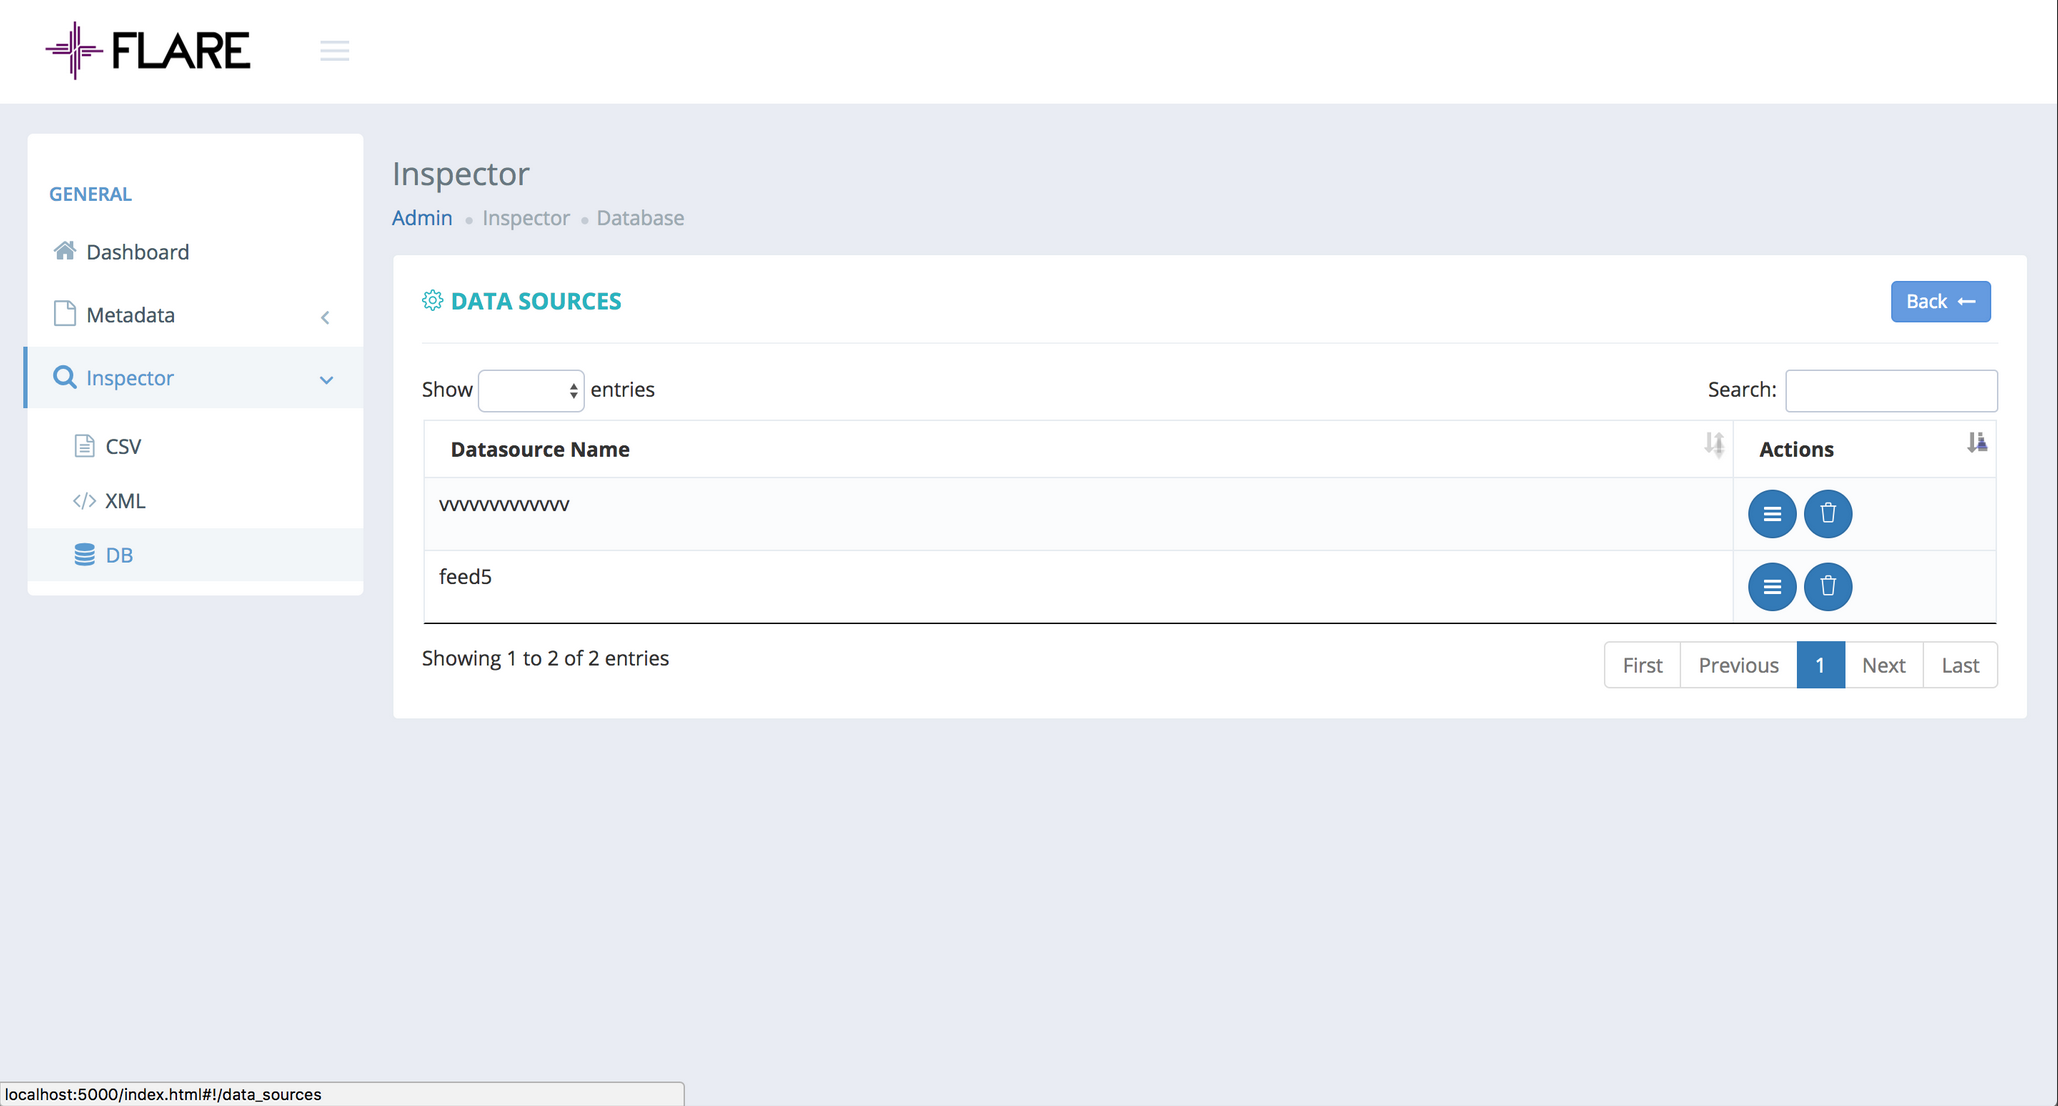 FLARE
GENERAL
Dashboard
Metadata
Inspector
CSV
XML
DB
Inspector
Admin Inspector Database
DATA SOURCES
Back
Show entries
Search:
Datasource Name Actions
vvvvvvvvvvvvv
feed5
Showing 1 to 2 of 2 entries
First Previous 1 Next Last
localhost:5000/index.html#!/data_sources